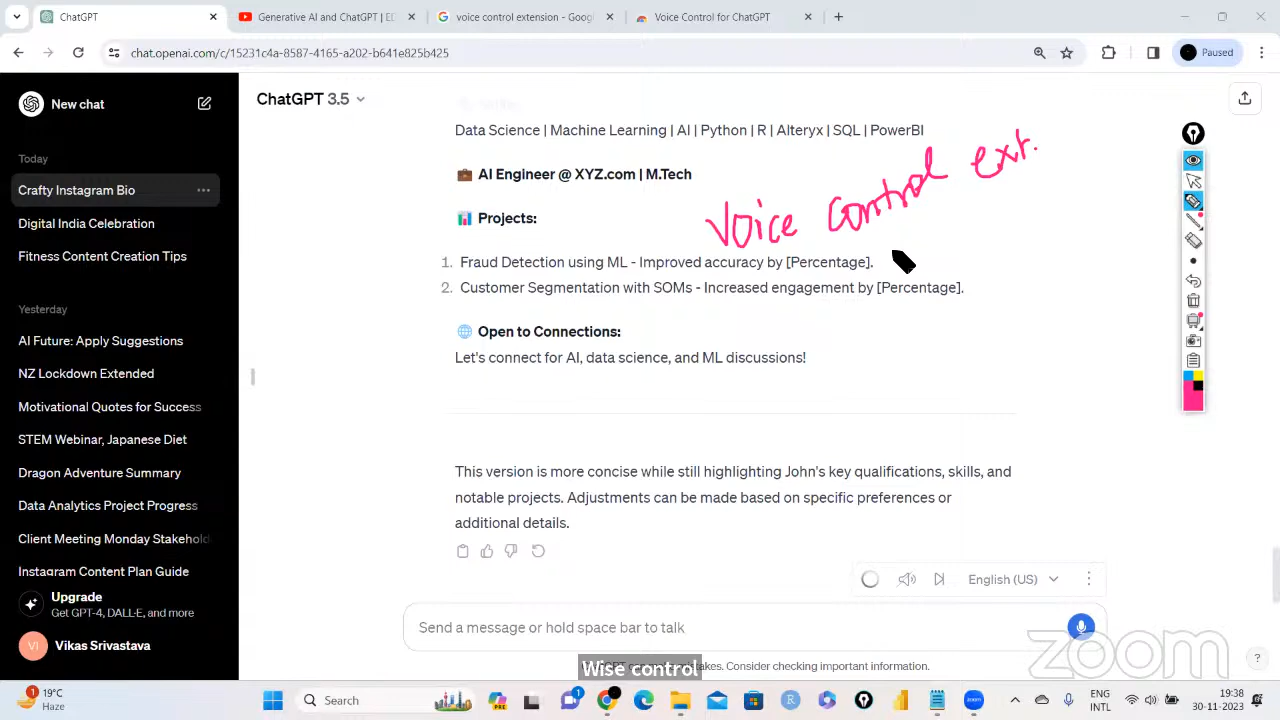 ChatGPT
Generative AI and ChatGPT | ED
voice control extension - Googl
Voice Control for ChatGPT
chat.openai.com/c/15231c4a-8587-4165-a202-b641e825b425
Paused
New chat
ChatGPT 3.5
Today
Crafty Instagram Bio
Digital India Celebration
Fitness Content Creation Tips
Yesterday
AI Future: Apply Suggestions
NZ Lockdown Extended
Motivational Quotes for Success
STEM Webinar, Japanese Diet
Dragon Adventure Summary
Data Analytics Project Progress
Client Meeting Monday Stakehold
Instagram Content Plan Guide
Upgrade
Get GPT-4, DALL·E, and more
VI
Vikas Srivastava
Data Science | Machine Learning | AI | Python | R | Alteryx | SQL | PowerBI
AI Engineer @ XYZ.com | M.Tech
Voice control ext.
Projects:
1. Fraud Detection using ML - Improved accuracy by [Percentage].
2. Customer Segmentation with SOMs - Increased engagement by [Percentage].
Open to Connections:
Let's connect for AI, data science, and ML discussions!
This version is more concise while still highlighting John's key qualifications, skills, and
notable projects. Adjustments can be made based on specific preferences or
additional details.
English (US)
Send a message or hold space bar to talk
zoom
Wise control
takes. Consider checking important information.
?
1
19°C
Haze
Search
PRE
1
R
zoom
ENG
INTL
19:38
30-11-2023